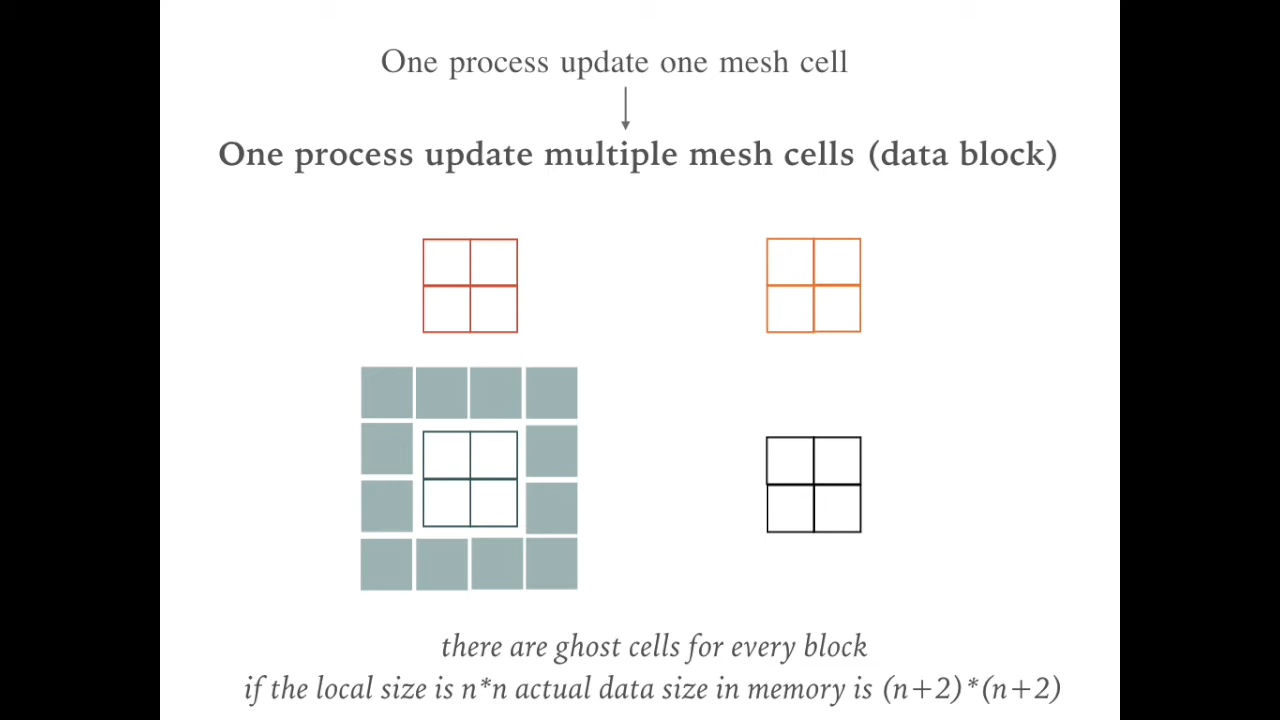 One process update one mesh cell
One process update multiple mesh cells (data block)
there are ghost cells for every block
if the local size is n*n actual data size in memory is (n+2)*(n+2)